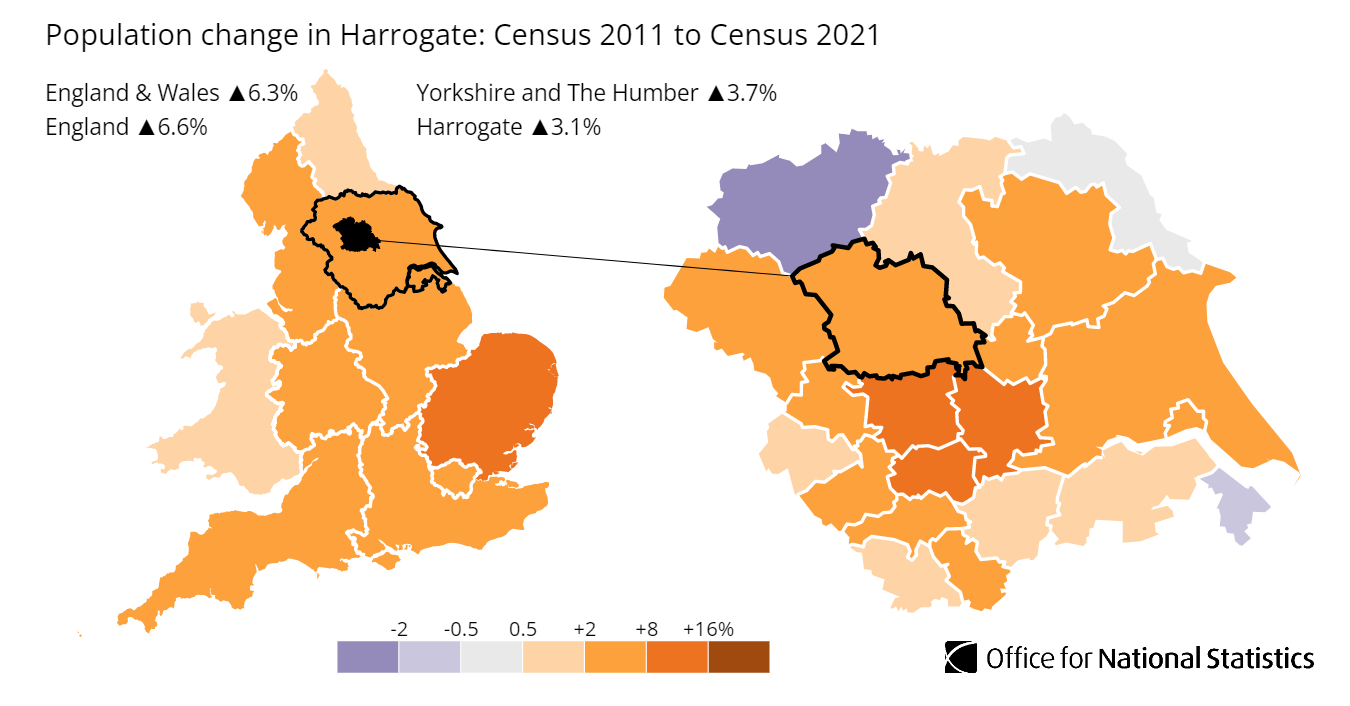 Population change in Harrogate: Census 2011 to Census 2021
England & Wales ▲6.3%
England ▲6.6%
Yorkshire and The Humber ▲3.7%
Harrogate ▲3.1%
-2 -0.5 0.5 +2 +8 +16%
Office for National Statistics